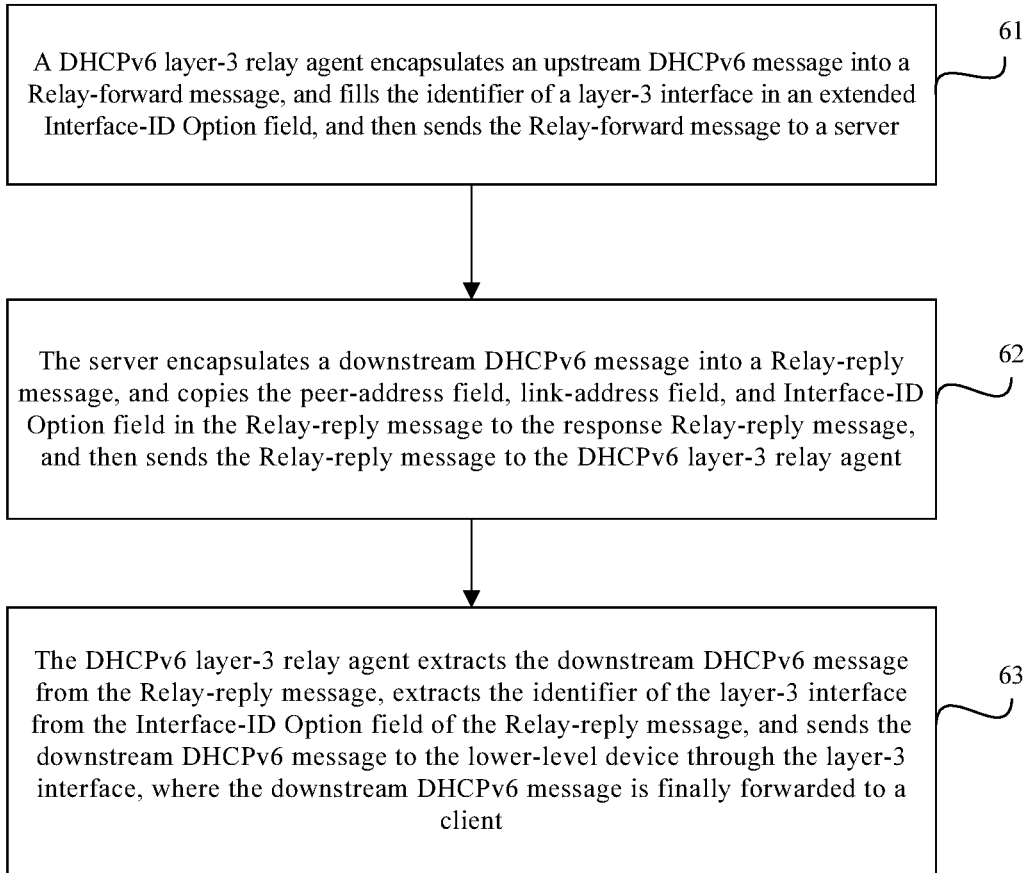 A DHCPv6 layer-3 relay agent encapsulates an upstream DHCPv6 message into a
Relay-forward message, and fills the identifier of a layer-3 interface in an extended
Interface-ID Option field, and then sends the Relay-forward message to a server
61
The server encapsulates a downstream DHCPv6 message into a Relay-reply
message, and copies the peer-address field, link-address field, and Interface-ID
Option field in the Relay-reply message to the response Relay-reply message,
and then sends the Relay-reply message to the DHCPv6 layer-3 relay agent
62
The DHCPv6 layer-3 relay agent extracts the downstream DHCPv6 message
from the Relay-reply message, extracts the identifier of the layer-3 interface
from the Interface-ID Option field of the Relay-reply message, and sends the
downstream DHCPv6 message to the lower-level device through the layer-3
interface, where the downstream DHCPv6 message is finally forwarded to a
client
63